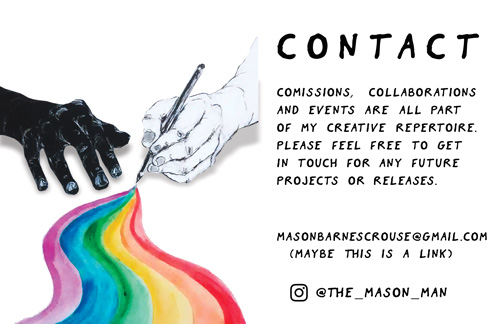 CONTACT
COMISSIONS, COLLABORATIONS
AND EVENTS ARE ALL PART
OF MY CREATIVE REPERTOIRE.
PLEASE FEEL FREE TO GET
IN TOUCH FOR ANY FUTURE
PROJECTS OR RELEASES.
MASONBARNESCROUSE@GMAIL.COM
(MAYBE THIS IS A LINK)
@THE_MASON_MAN